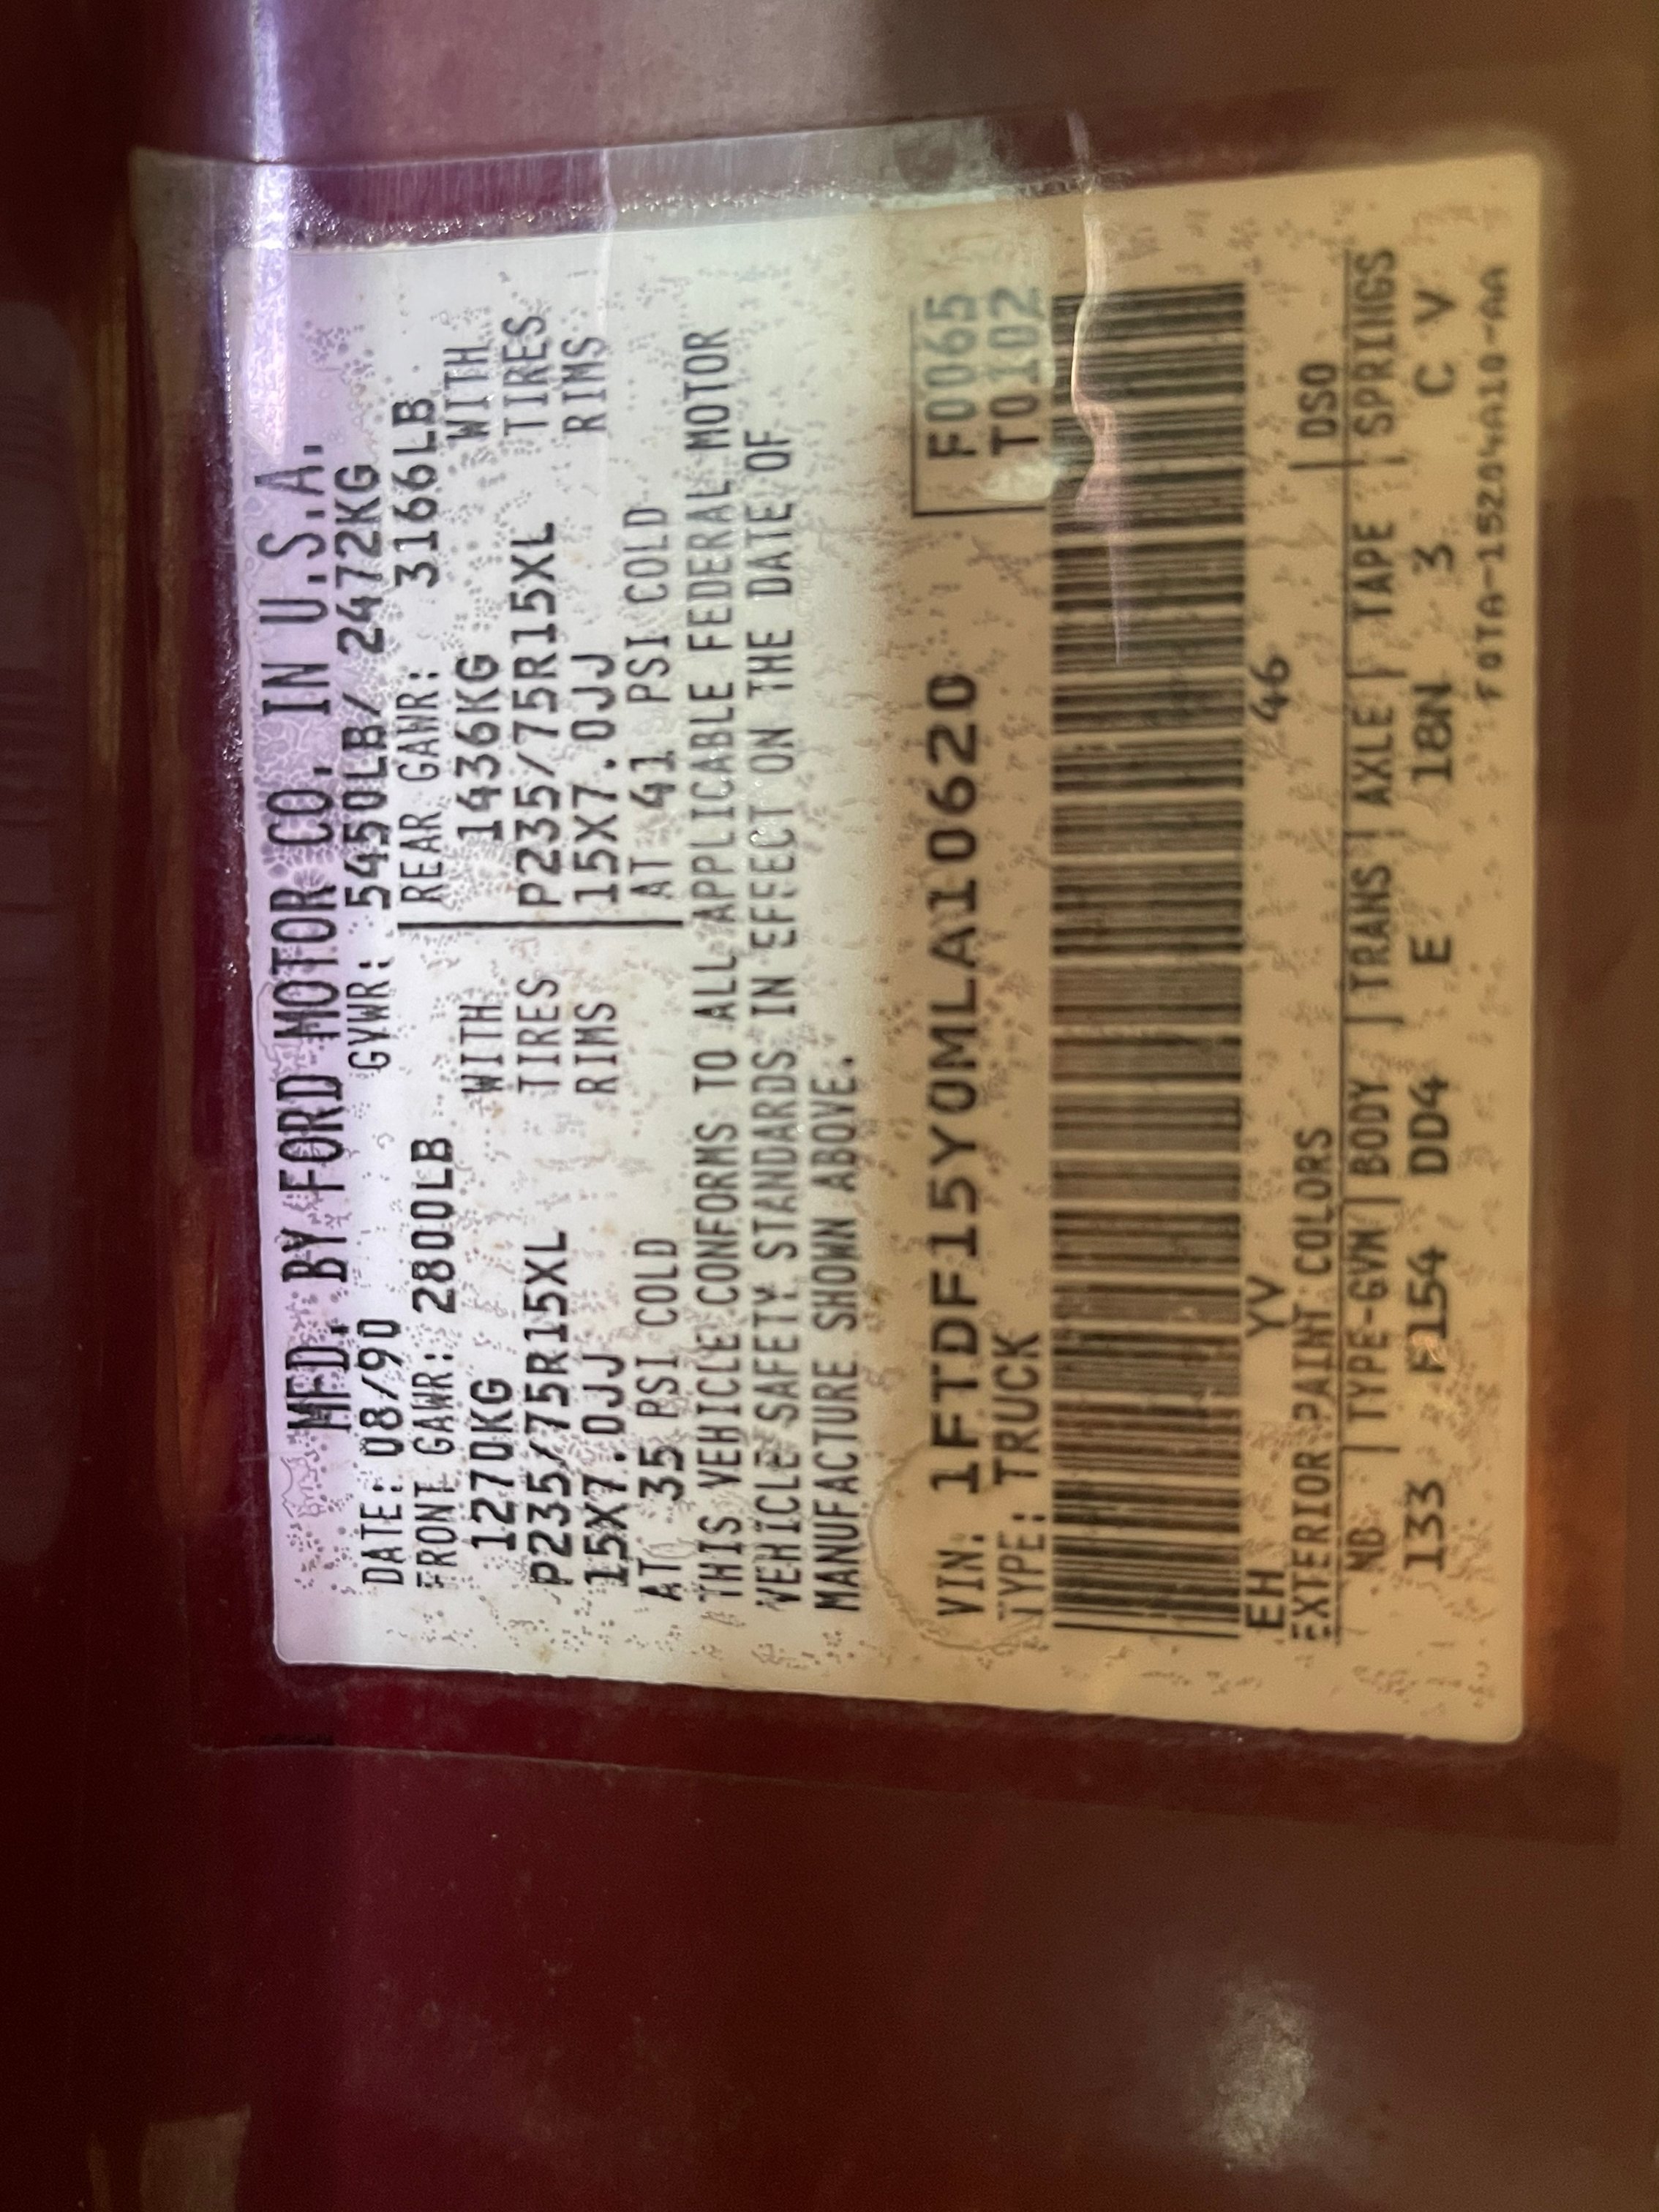 MFD. BY FORD MOTOR CO. IN U.S.A.
DATE: 08/90 GVWR: 5450LB/ 2472KG
FRONT GAWR: 2800LB REAR GAWR: 3166LB
1270KG WITH 1436KG WITH
P235/75R15XL TIRES P235/75R15XL TIRES
15X7.0JJ RIMS 15X7.0JJ RIMS
AT 35 PSI COLD AT 41 PSI COLD
THIS VEHICLE CONFORMS TO ALL APPLICABLE FEDERAL MOTOR
VEHICLE SAFETY STANDARDS IN EFFECT ON THE DATE OF
MANUFACTURE SHOWN ABOVE.
VIN: 1FTDF15Y0MLA10620 F0065
TYPE: TRUCK T0102
EH YV 46
EXTERIOR PAINT COLORS DSO
WB TYPE-GVW BODY TRANS AXLE TAPE SPRINGS
133 F154 DD4 E 18N 3 C V
F0TA-15Z04A10-AA